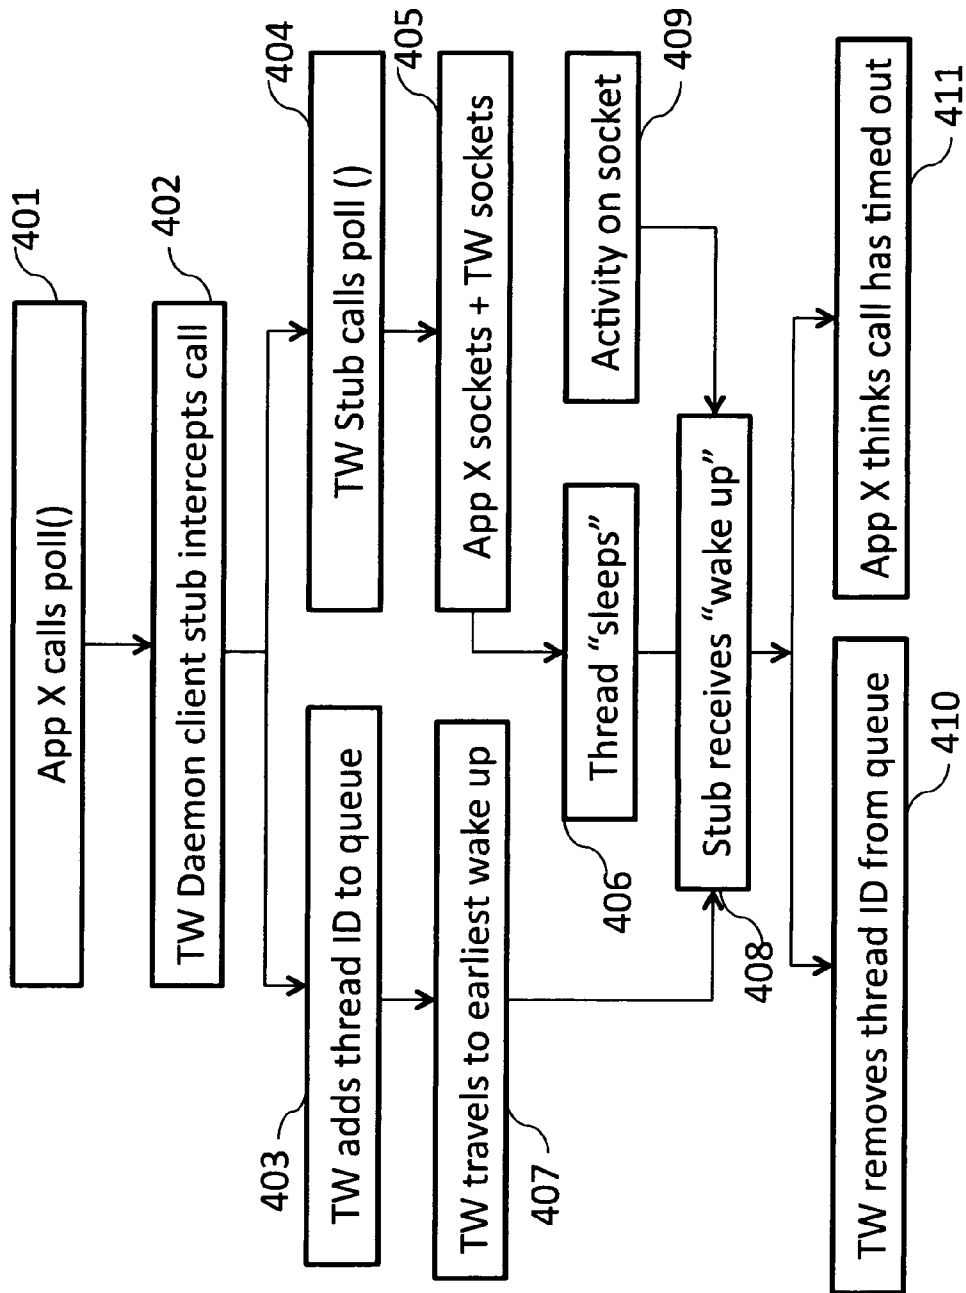 App X calls poll()
401
TW Daemon client stub intercepts call
402
TW adds thread ID to queue
403
TW Stub calls poll ()
404
TW travels to earliest wake up
407
App X sockets + TW sockets
405
Thread “sleeps”
406
Activity on socket
409
Stub receives “wake up”
408
TW removes thread ID from queue
410
App X thinks call has timed out
411